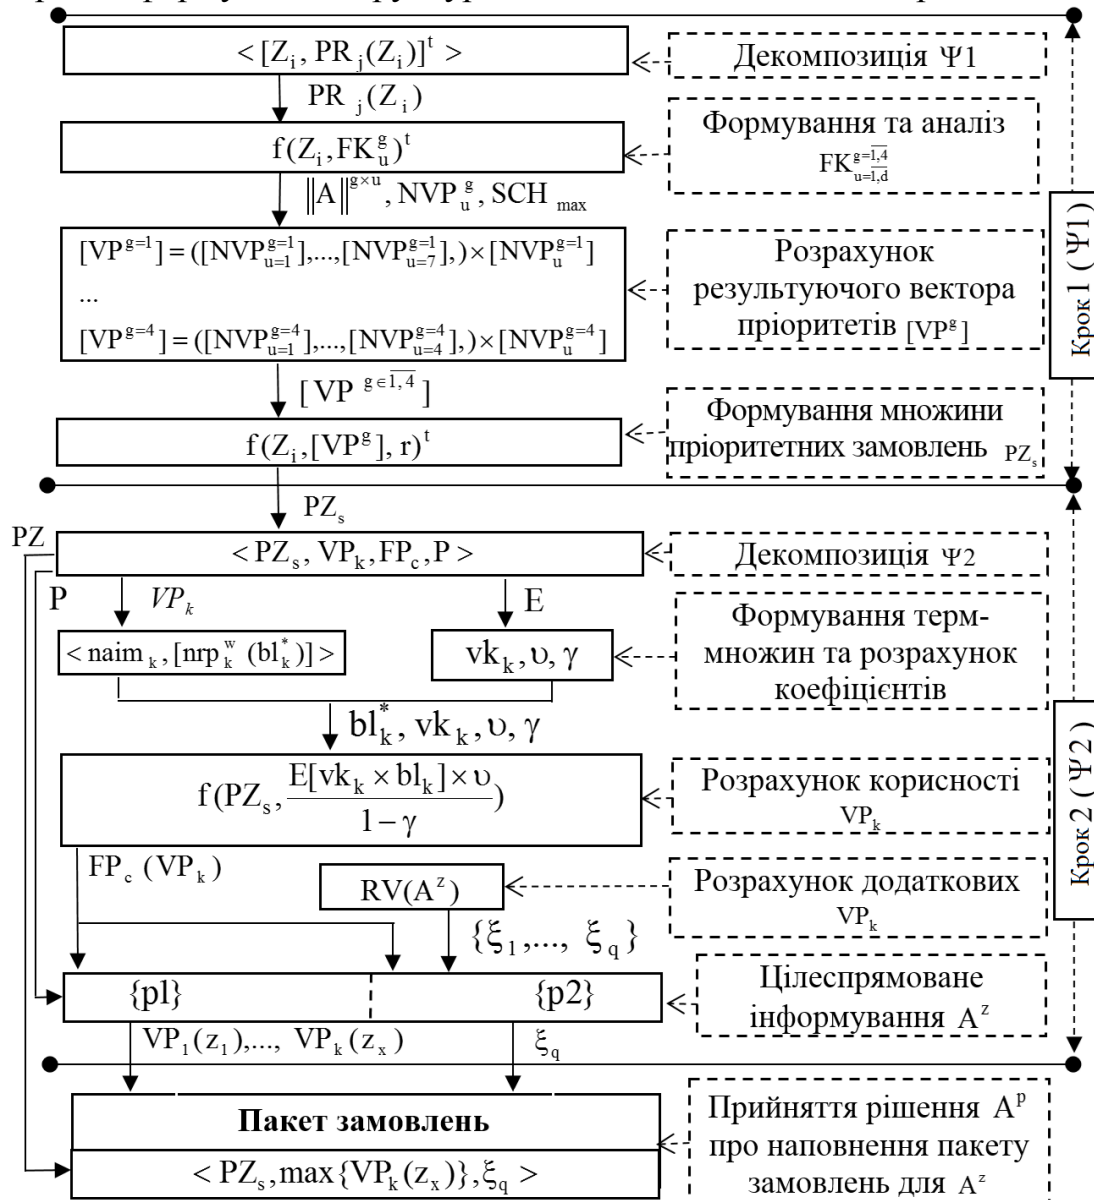 < [Z_i, PR_j(Z_i)]^t >
Декомпозиція Ψ1
PR_j(Z_i)
f(Z_i, FK_u^g)^t
Формування та аналіз
FK_{u=1,d}^{g=1,4}
‖A‖^{g×u}, NVP_u^g, SCH_max
[VP^{g=1}] = ([NVP_{u=1}^{g=1}],...,[NVP_{u=7}^{g=1}],)×[NVP_u^{g=1}]
...
[VP^{g=4}] = ([NVP_{u=1}^{g=4}],...,[NVP_{u=4}^{g=4}],)×[NVP_u^{g=4}]
Розрахунок
результуючого вектора
пріоритетів [VP^g]
Крок 1 (Ψ1)
[VP^{g∈1,4}]
f(Z_i,[VP^g], r)^t
Формування множини
пріоритетних замовлень PZ_s
PZ_s
PZ
< PZ_s, VP_k, FP_c, P >
Декомпозиція Ψ2
P
VP_k
E
< naim_k, [nrp_k^w (bl_k^*)] >
vk_k, υ, γ
Формування терм-
множин та розрахунок
коефіцієнтів
bl_k^*, vk_k, υ, γ
f(PZ_s, E[vk_k × bl_k] × υ / 1 − γ)
Розрахунок корисності
VP_k
Крок 2 (Ψ2)
FP_c (VP_k)
RV(A^z)
Розрахунок додаткових
VP_k
{ξ_1,..., ξ_q}
{p1}
{p2}
Цілеспрямоване
інформування A^z
VP_1(z_1),..., VP_k(z_x)
ξ_q
Пакет замовлень
< PZ_s, max{VP_k(z_x)}, ξ_q >
Прийняття рішення A^p
про наповнення пакету
замовлень для A^z